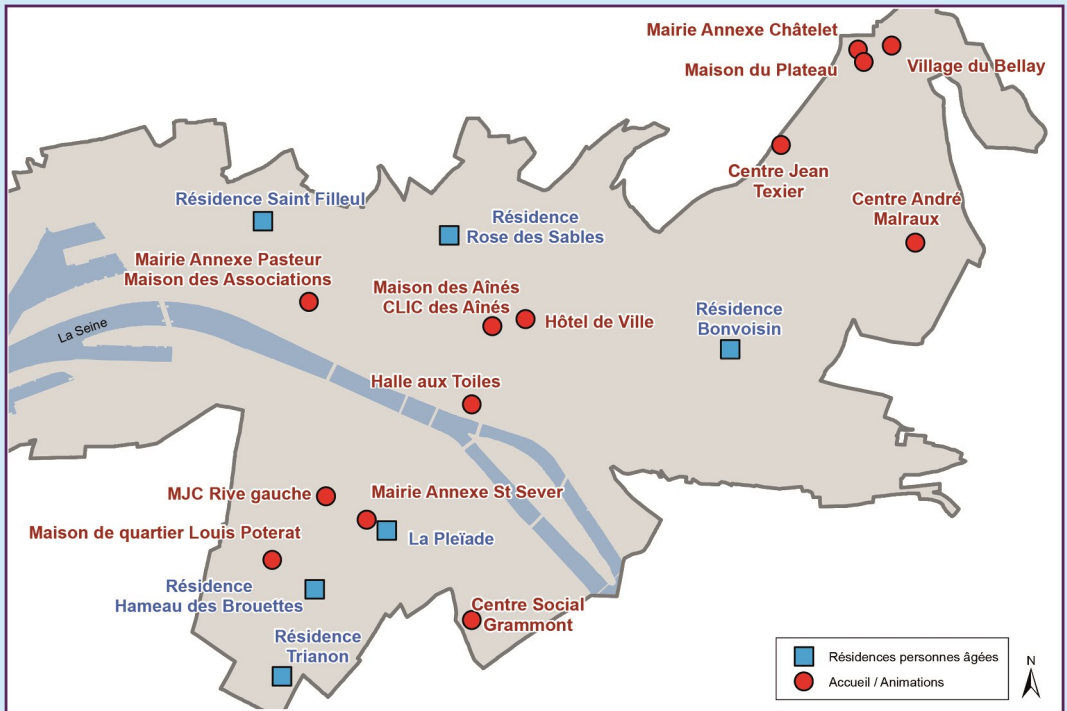 Mairie Annexe Châtelet
Maison du Plateau
Village du Bellay
Centre Jean
Texier
Centre André
Malraux
Résidence Saint Filleul
Résidence
Rose des Sables
Mairie Annexe Pasteur
Maison des Associations
Maison des Aînés
CLIC des Aînés
Hôtel de Ville
Résidence
Bonvoisin
La Seine
Halle aux Toiles
MJC Rive gauche
Mairie Annexe St Sever
Maison de quartier Louis Poterat
La Pleïade
Résidence
Hameau des Brouettes
Centre Social
Grammont
Résidence
Trianon
Résidences personnes âgées
Accueil / Animations
N